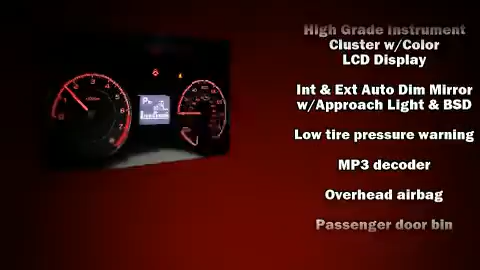 High Grade Instrument
Cluster w/Color
LCD Display
Int & Ext Auto Dim Mirror
w/Approach Light & BSD
Low tire pressure warning
MP3 decoder
Overhead airbag
Passenger door bin